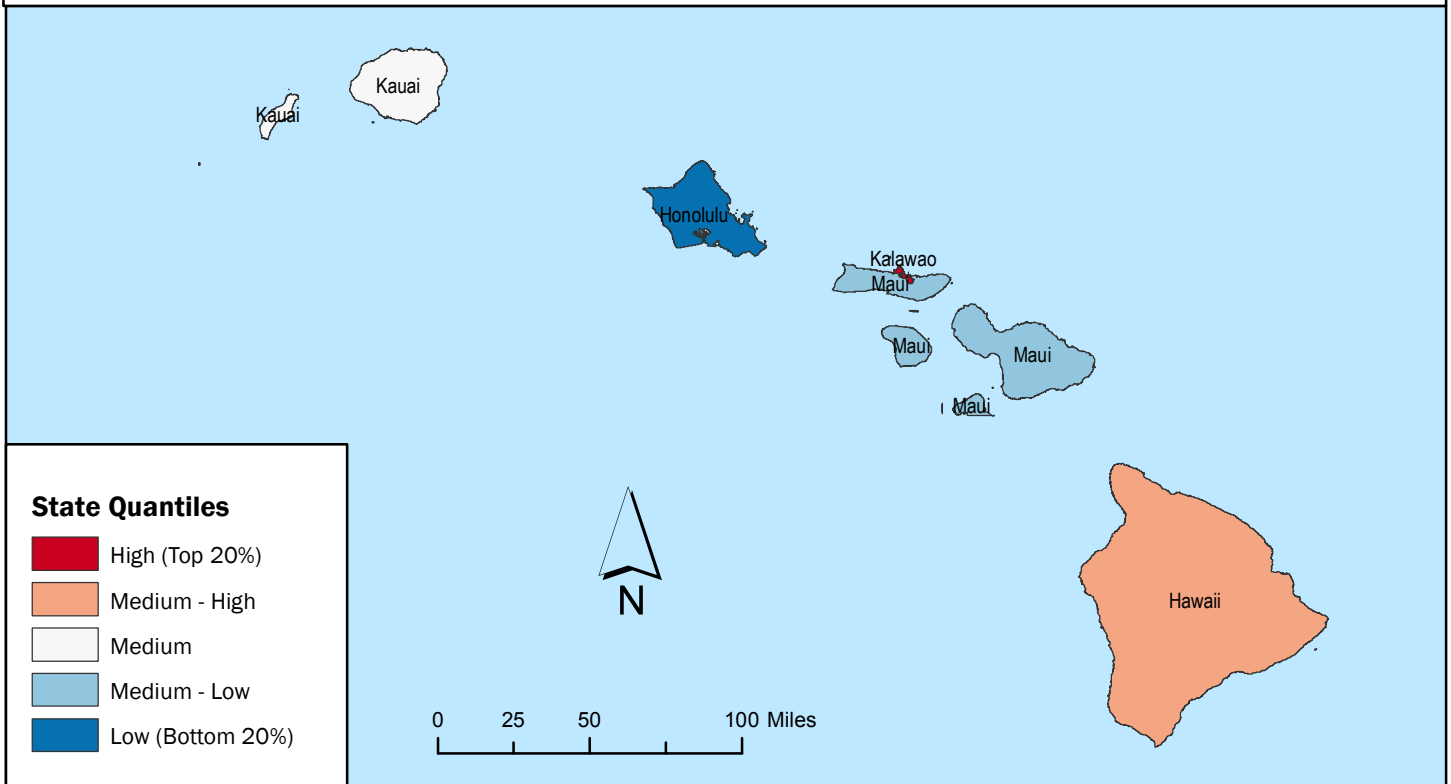 Kauai
Kauai
Honolulu
Kalawao
Maui
Maui
Maui
Maui
Hawaii
State Quantiles
High (Top 20%)
Medium - High
Medium
Medium - Low
Low (Bottom 20%)
N
0 25 50 100 Miles